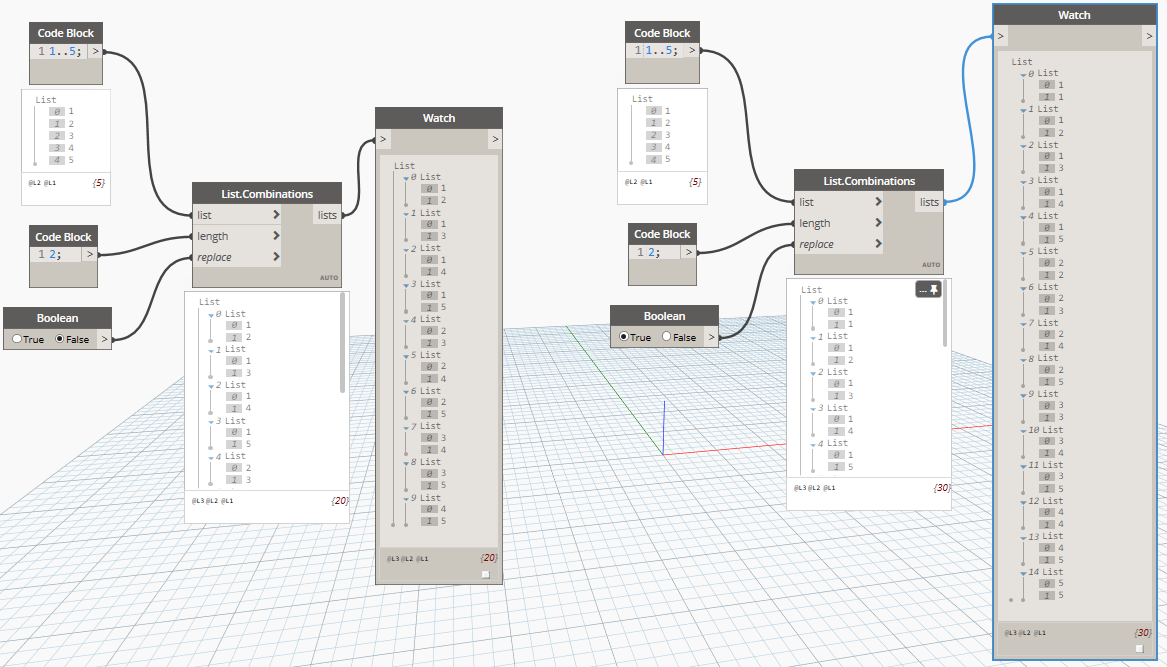 Code Block
1 1..5; >
List
0 1
1 2
2 3
3 4
4 5
@L2 @L1 {5}
Code Block
1 2; >
Boolean
True False >
List.Combinations
list > lists
length >
replace >
AUTO
List
0 List
0 1
1 2
1 List
0 1
1 3
2 List
0 1
1 4
3 List
0 1
1 5
4 List
0 2
1 3
@L3 @L2 @L1 {20}
Watch
> >
List
0 List
0 1
1 2
1 List
0 1
1 3
2 List
0 1
1 4
3 List
0 1
1 5
4 List
0 2
1 3
5 List
0 2
1 4
6 List
0 2
1 5
7 List
0 3
1 4
8 List
0 3
1 5
9 List
0 4
1 5
@L3 @L2 @L1 {20}
Code Block
1 1..5; >
List
0 1
1 2
2 3
3 4
4 5
@L2 @L1 {5}
Code Block
1 2; >
Boolean
True False >
List.Combinations
list > lists
length >
replace >
AUTO
...
List
0 List
0 1
1 1
1 List
0 1
1 2
2 List
0 1
1 3
3 List
0 1
1 4
4 List
0 1
1 5
@L3 @L2 @L1 {30}
Watch
> >
List
0 List
0 1
1 1
1 List
0 1
1 2
2 List
0 1
1 3
3 List
0 1
1 4
4 List
0 1
1 5
5 List
0 2
1 2
6 List
0 2
1 3
7 List
0 2
1 4
8 List
0 2
1 5
9 List
0 3
1 3
10 List
0 3
1 4
11 List
0 3
1 5
12 List
0 4
1 4
13 List
0 4
1 5
14 List
0 5
1 5
@L3 @L2 @L1 {30}